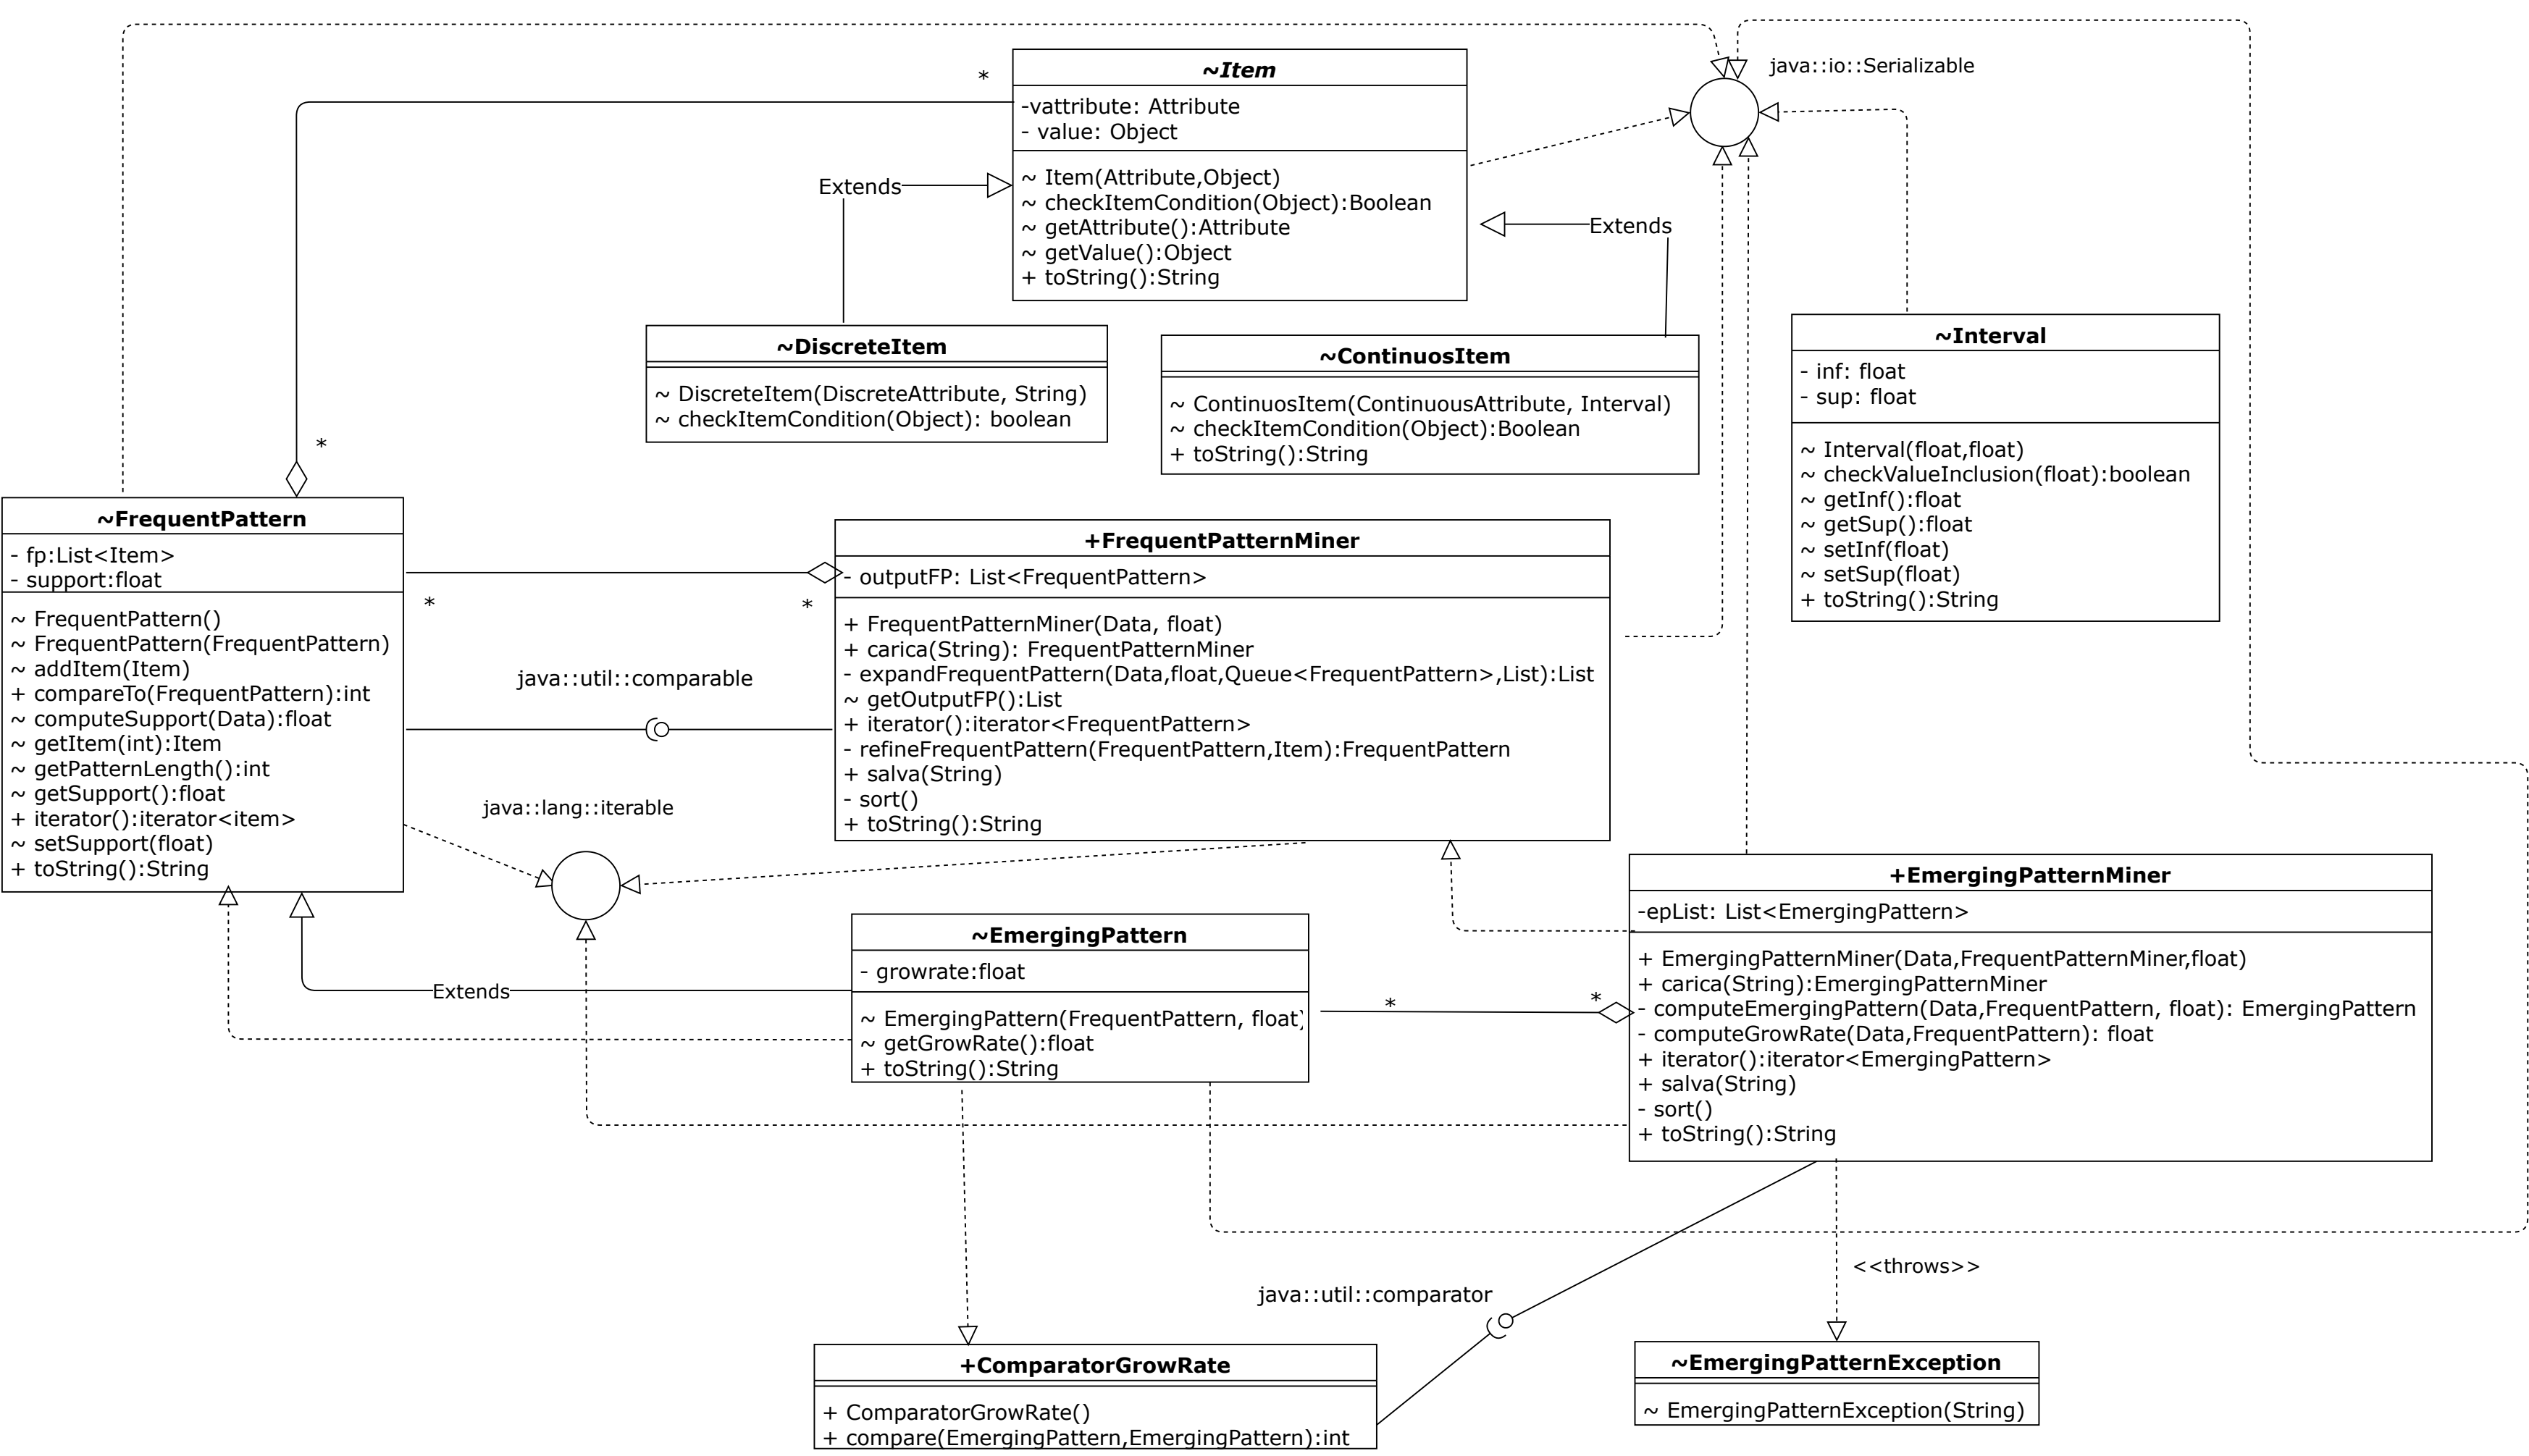 java::io::Serializable
*
~Item
-vattribute: Attribute
- value: Object
~ Item(Attribute,Object)
~ checkItemCondition(Object):Boolean
~ getAttribute():Attribute
~ getValue():Object
+ toString():String
Extends
Extends
~DiscreteItem
~ DiscreteItem(DiscreteAttribute, String)
~ checkItemCondition(Object): boolean
~ContinuosItem
~ ContinuosItem(ContinuousAttribute, Interval)
~ checkItemCondition(Object):Boolean
+ toString():String
~Interval
- inf: float
- sup: float
~ Interval(float,float)
~ checkValueInclusion(float):boolean
~ getInf():float
~ getSup():float
~ setInf(float)
~ setSup(float)
+ toString():String
*
~FrequentPattern
- fp:List<Item>
- support:float
~ FrequentPattern()
~ FrequentPattern(FrequentPattern)
~ addItem(Item)
+ compareTo(FrequentPattern):int
~ computeSupport(Data):float
~ getItem(int):Item
~ getPatternLength():int
~ getSupport():float
+ iterator():iterator<item>
~ setSupport(float)
+ toString():String
*
*
java::util::comparable
java::lang::iterable
+FrequentPatternMiner
- outputFP: List<FrequentPattern>
+ FrequentPatternMiner(Data, float)
+ carica(String): FrequentPatternMiner
- expandFrequentPattern(Data,float,Queue<FrequentPattern>,List):List
~ getOutputFP():List
+ iterator():iterator<FrequentPattern>
- refineFrequentPattern(FrequentPattern,Item):FrequentPattern
+ salva(String)
- sort()
+ toString():String
Extends
~EmergingPattern
- growrate:float
~ EmergingPattern(FrequentPattern, float)
~ getGrowRate():float
+ toString():String
*
*
+EmergingPatternMiner
-epList: List<EmergingPattern>
+ EmergingPatternMiner(Data,FrequentPatternMiner,float)
+ carica(String):EmergingPatternMiner
- computeEmergingPattern(Data,FrequentPattern, float): EmergingPattern
- computeGrowRate(Data,FrequentPattern): float
+ iterator():iterator<EmergingPattern>
+ salva(String)
- sort()
+ toString():String
<<throws>>
java::util::comparator
+ComparatorGrowRate
+ ComparatorGrowRate()
+ compare(EmergingPattern,EmergingPattern):int
~EmergingPatternException
~ EmergingPatternException(String)